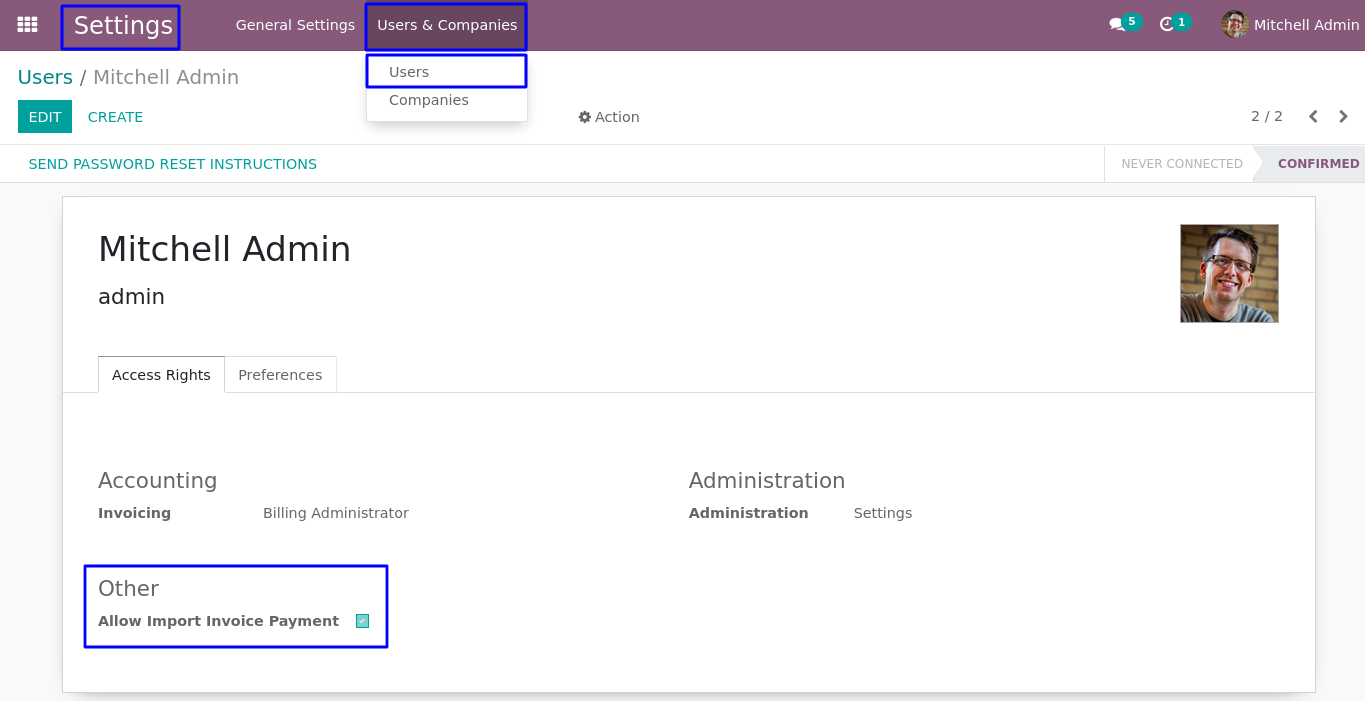 Settings General Settings Users & Companies 5 1 Mitchell Admin
Users / Mitchell Admin
Users
Companies
EDIT CREATE Action 2 / 2
SEND PASSWORD RESET INSTRUCTIONS NEVER CONNECTED CONFIRMED
Mitchell Admin
admin
Access Rights Preferences
Accounting Administration
Invoicing Billing Administrator Administration Settings
Other
Allow Import Invoice Payment